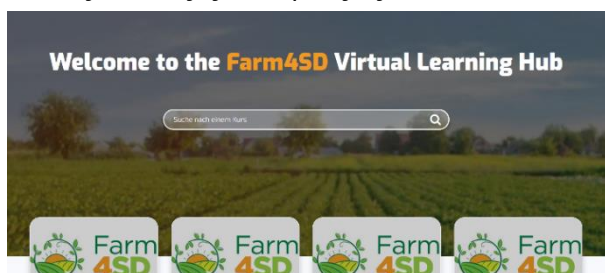 Welcome to the Farm4SD Virtual Learning Hub
Suche nach einem Kurs
Farm Farm Farm Farm
4SD 4SD 4SD 4SD